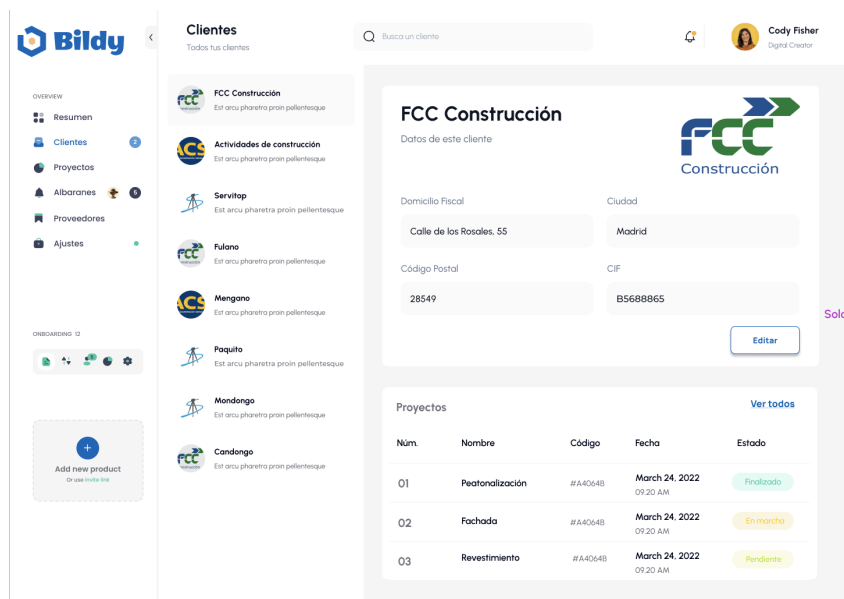 Bildy
Clientes
Todos tus clientes
Busca un cliente
Cody Fisher
Digital Creator
OVERVIEW
Resumen
Clientes 2
Proyectos
Albaranes 5
Proveedores
Ajustes
ONBOARDING 12
Add new product
Or use invite link
FCC Construcción
Est arcu pharetra proin pellentesque
Actividades de construcción
Est arcu pharetra proin pellentesque
Servitop
Est arcu pharetra proin pellentesque
Fulano
Est arcu pharetra proin pellentesque
Mengano
Est arcu pharetra proin pellentesque
Paquito
Est arcu pharetra proin pellentesque
Mondongo
Est arcu pharetra proin pellentesque
Candongo
Est arcu pharetra proin pellentesque
FCC Construcción
Datos de este cliente
FCC
Construcción
Domicilio Fiscal
Ciudad
Calle de los Rosales, 55
Madrid
Código Postal
CIF
28549
B5688865
Editar
Proyectos
Ver todos
Núm. Nombre Código Fecha Estado
01 Peatonalización #A4064B March 24, 2022 Finalizado
09.20 AM
02 Fachada #A4064B March 24, 2022 En marcha
09.20 AM
03 Revestimiento #A4064B March 24, 2022 Pendiente
09.20 AM